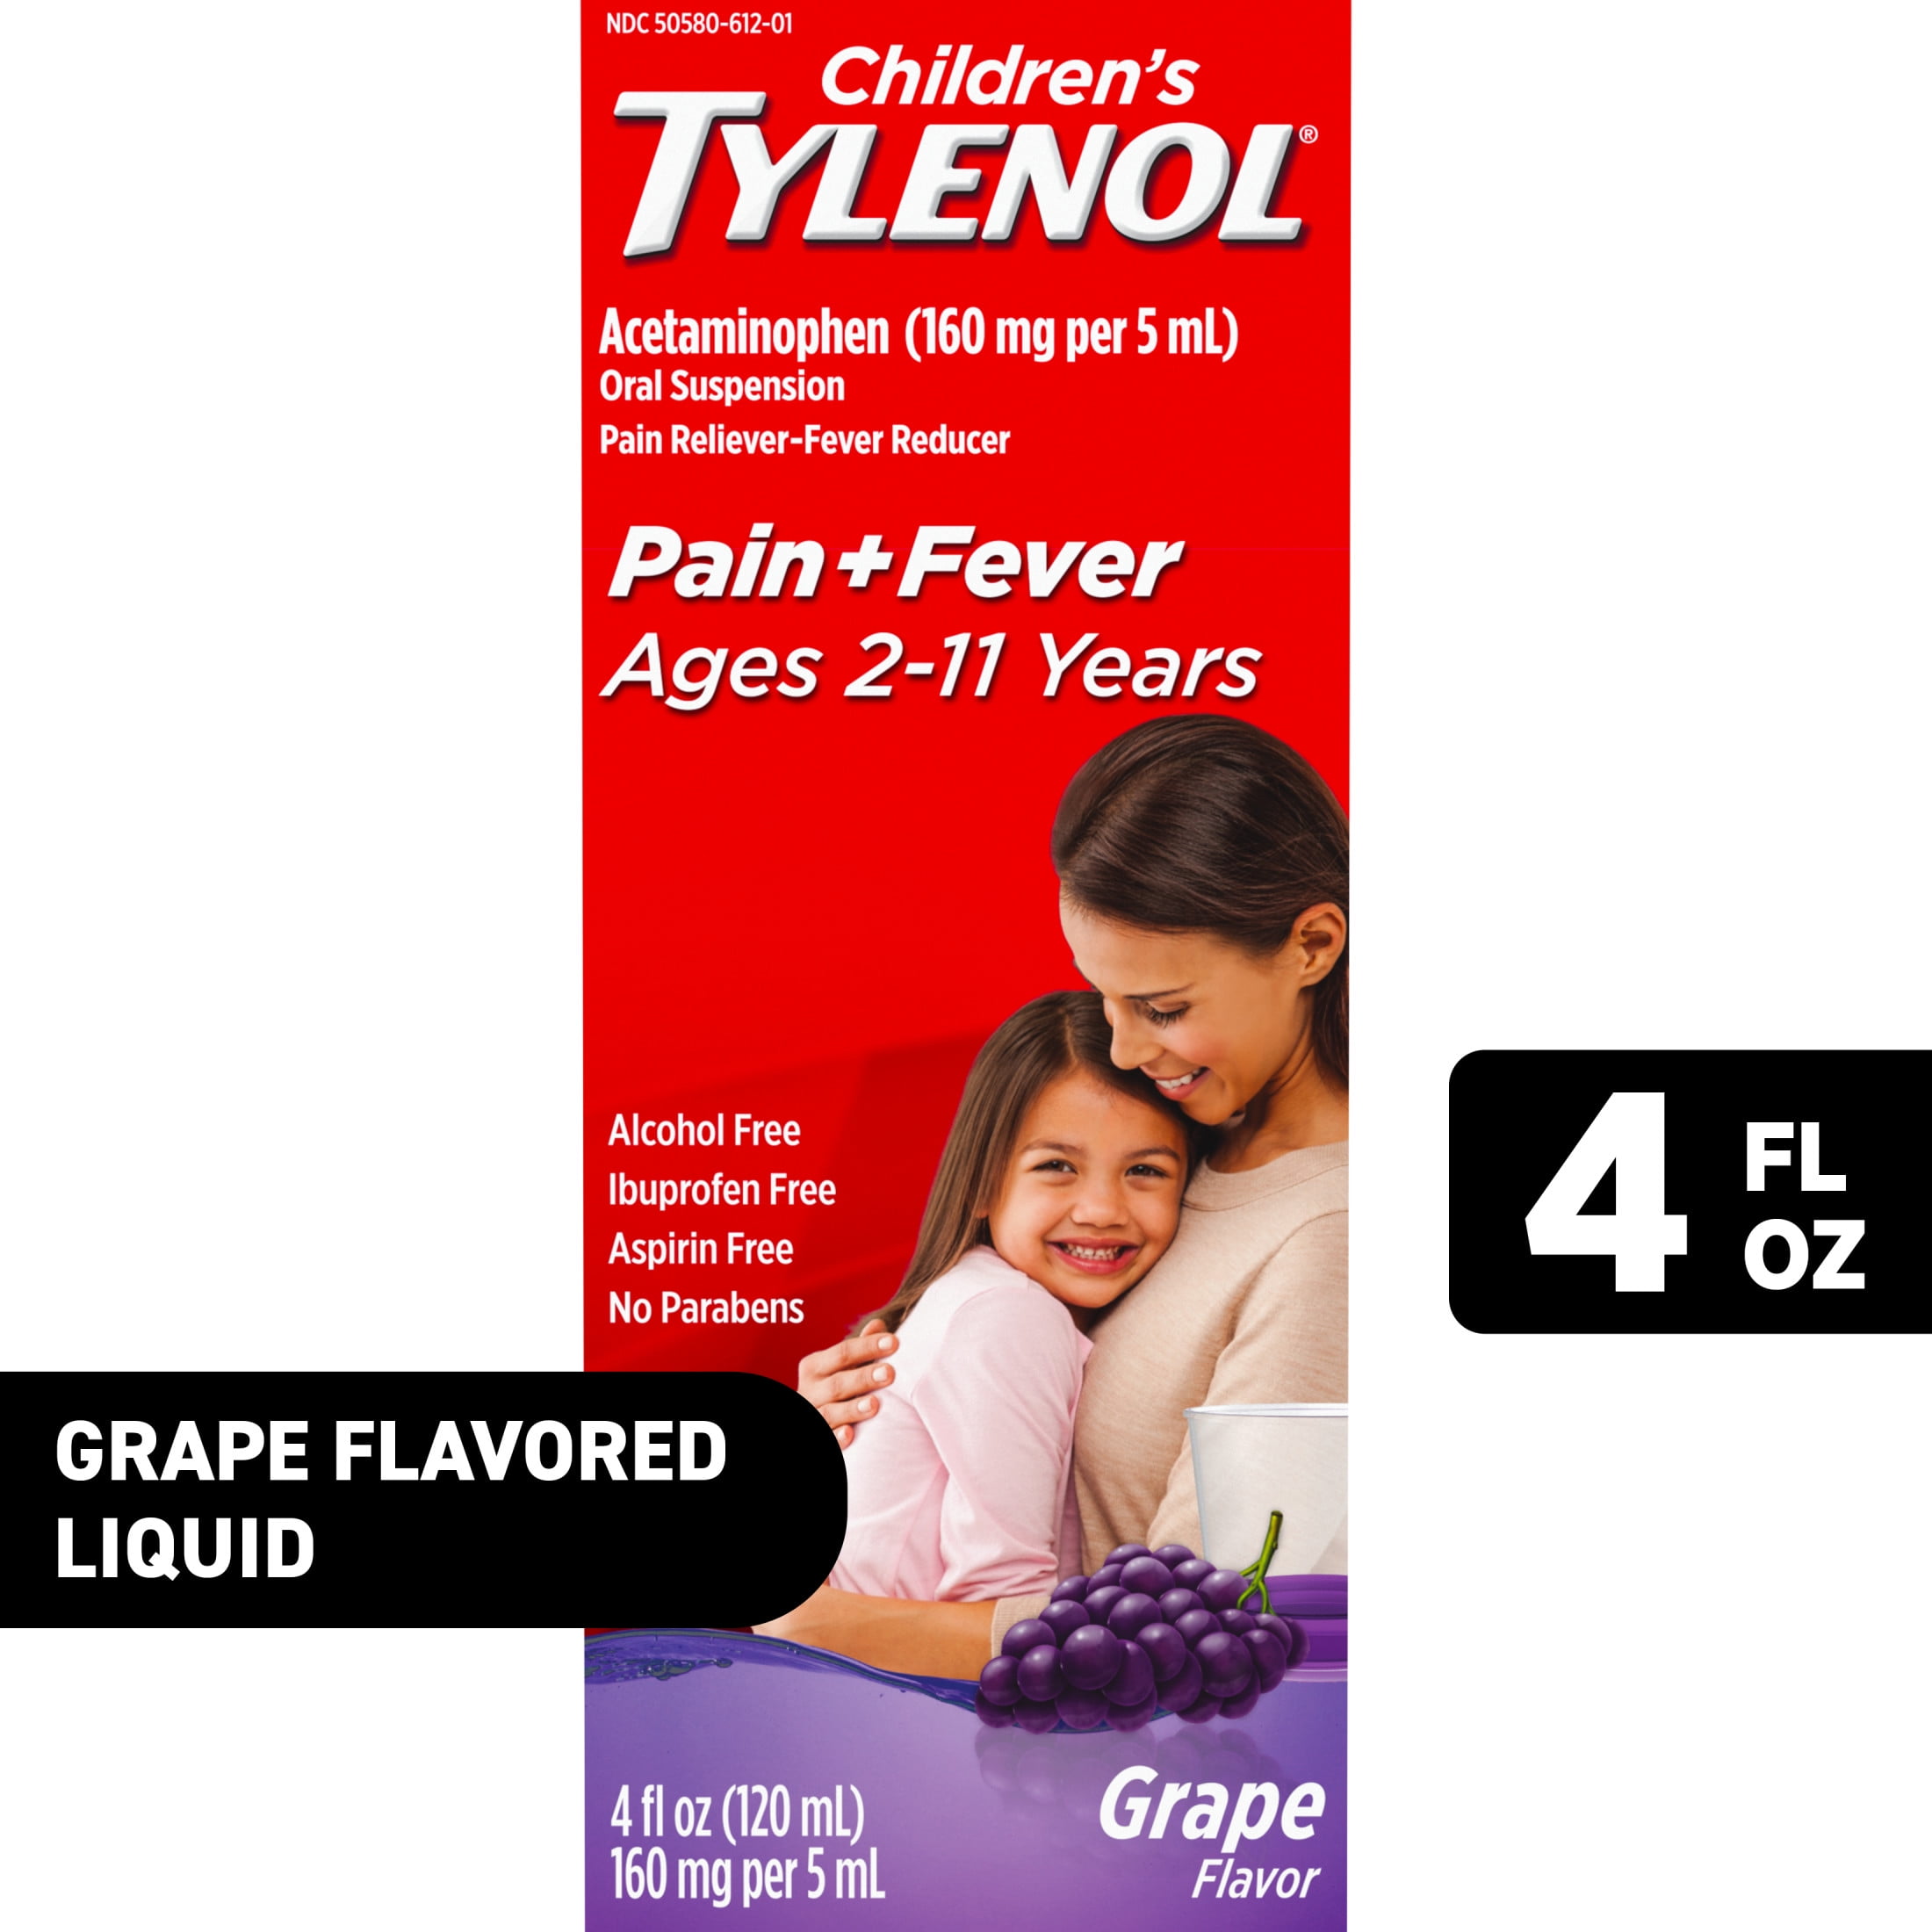 NDC 50580-612-01
Children's
TYLENOL®
Acetaminophen (160 mg per 5 mL)
Oral Suspension
Pain Reliever-Fever Reducer
Pain+Fever
Ages 2-11 Years
Alcohol Free
Ibuprofen Free
Aspirin Free
No Parabens
4 FL
OZ
GRAPE FLAVORED
LIQUID
4 fl oz (120 mL)
160 mg per 5 mL
Grape
Flavor